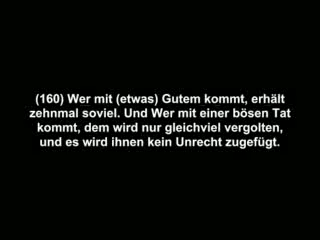 (160) Wer mit (etwas) Gutem kommt, erhält
zehnmal soviel. Und Wer mit einer bösen Tat
kommt, dem wird nur gleichviel vergolten,
und es wird ihnen kein Unrecht zugefügt.